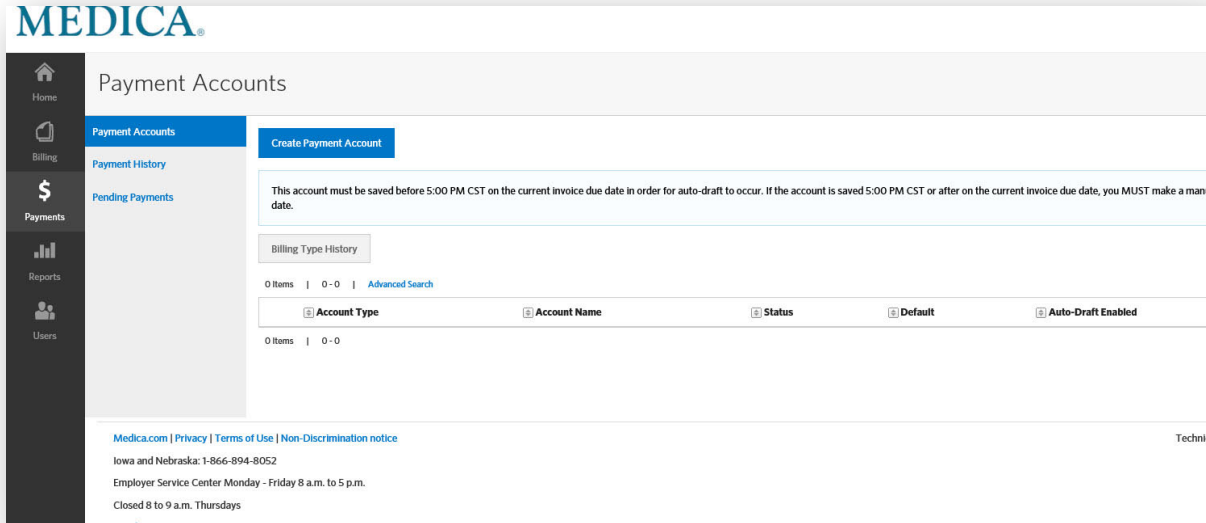 MEDICA®
Home
Billing
$
Payments
Reports
Users
Payment Accounts
Payment Accounts
Payment History
Pending Payments
Create Payment Account
This account must be saved before 5:00 PM CST on the current invoice due date in order for auto-draft to occur. If the account is saved 5:00 PM CST or after on the current invoice due date, you MUST make a manu
date.
Billing Type History
0 Items | 0 - 0 | Advanced Search
Account Type Account Name Status Default Auto-Draft Enabled
0 Items | 0 - 0
Medica.com | Privacy | Terms of Use | Non-Discrimination notice
Techni
Iowa and Nebraska: 1-866-894-8052
Employer Service Center Monday - Friday 8 a.m. to 5 p.m.
Closed 8 to 9 a.m. Thursdays